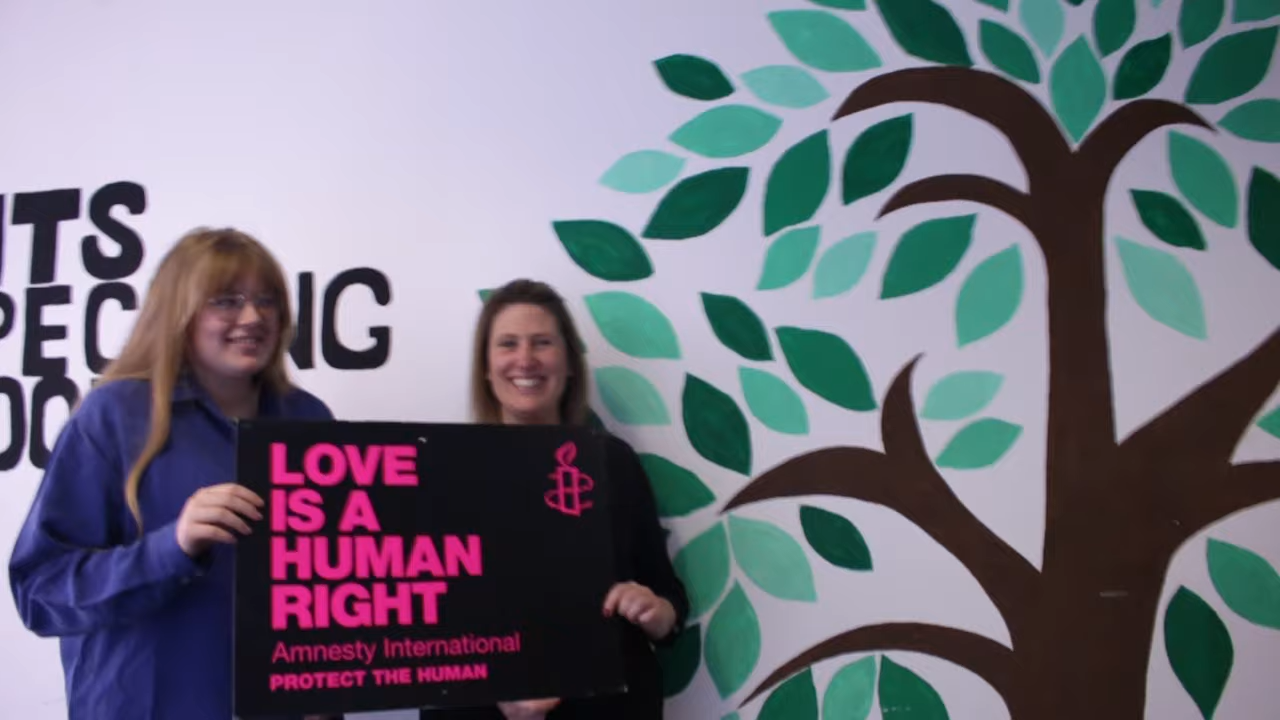 LOVE
IS A
HUMAN
RIGHT
Amnesty International
PROTECT THE HUMAN